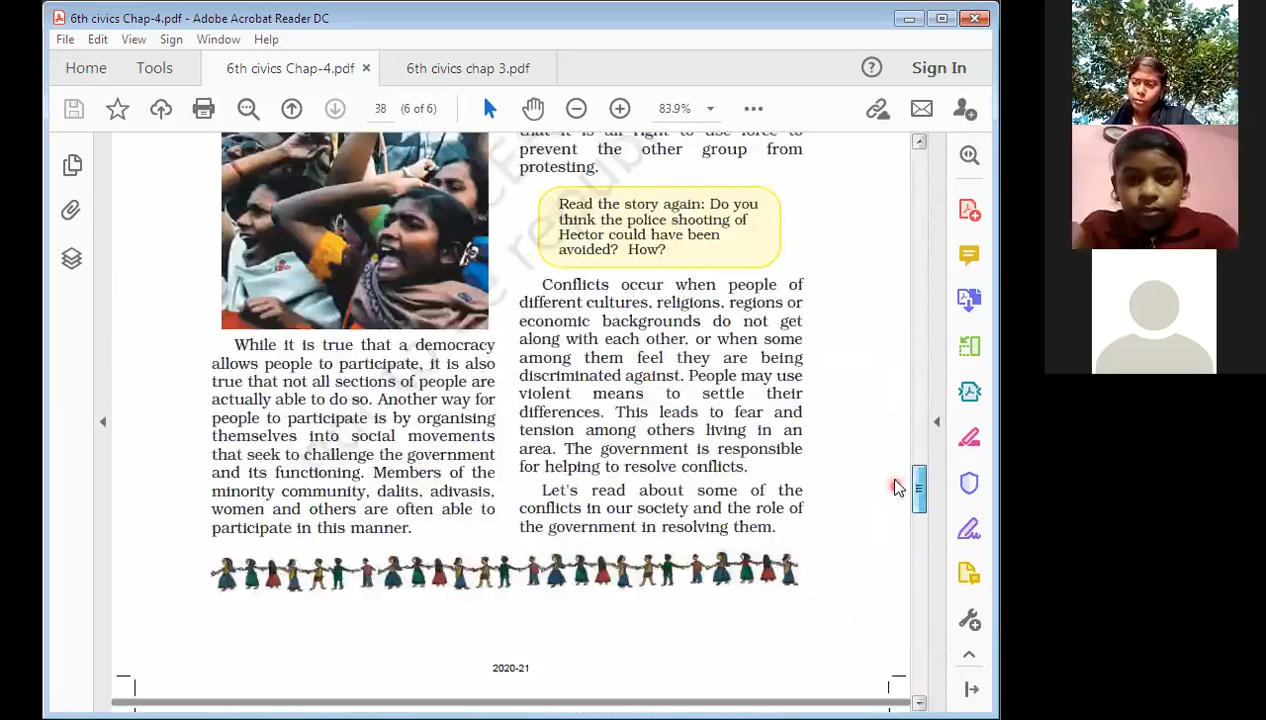 6th civics Chap-4.pdf - Adobe Acrobat Reader DC
File Edit View Sign Window Help
Home Tools 6th civics Chap-4.pdf × 6th civics chap 3.pdf Sign In
38 (6 of 6) 83.9%
that it is all right to use force to
prevent the other group from
protesting.
Read the story again: Do you
think the police shooting of
Hector could have been
avoided? How?
While it is true that a democracy
allows people to participate, it is also
true that not all sections of people are
actually able to do so. Another way for
people to participate is by organising
themselves into social movements
that seek to challenge the government
and its functioning. Members of the
minority community, dalits, adivasis,
women and others are often able to
participate in this manner.
Conflicts occur when people of
different cultures, religions, regions or
economic backgrounds do not get
along with each other, or when some
among them feel they are being
discriminated against. People may use
violent means to settle their
differences. This leads to fear and
tension among others living in an
area. The government is responsible
for helping to resolve conflicts.
Let's read about some of the
conflicts in our society and the role of
the government in resolving them.
2020-21